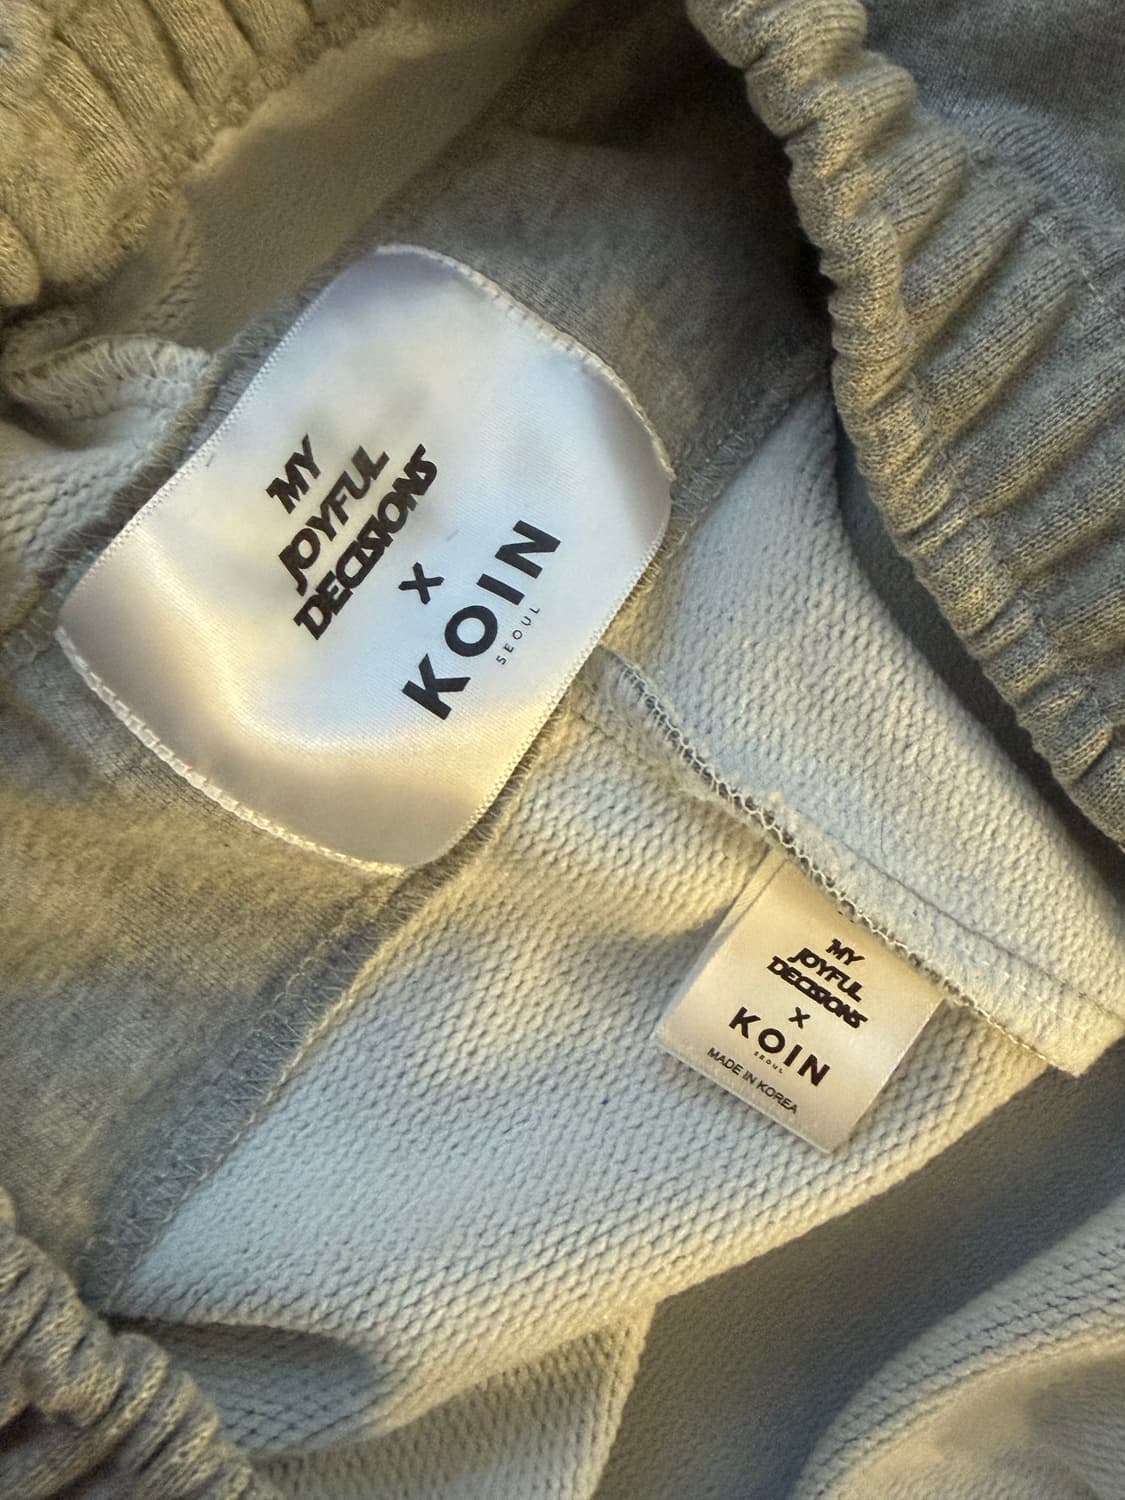 MY
JOYFUL
DECISIONS
X
KOIN
SEOUL
MY
JOYFUL
DECISIONS
X
KOIN
SEOUL
MADE IN KOREA